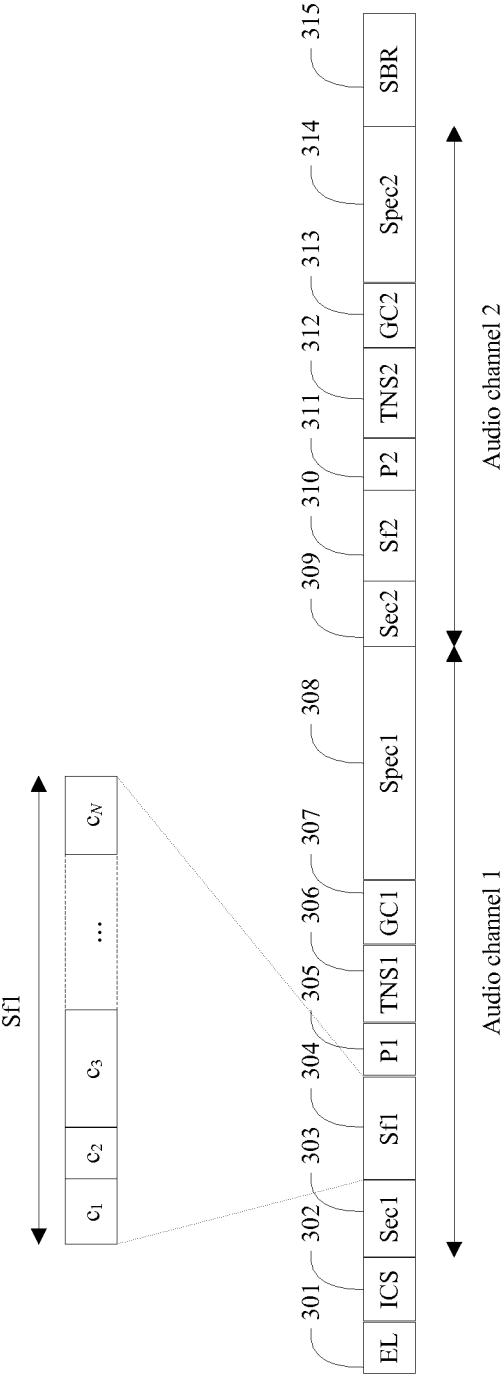 Sf1
c1 c2 c3 ... cN
301 302 303 304 305 306 307 308 309 310 311 312 313 314 315
EL ICS Sec1 Sf1 P1 TNS1 GC1 Spec1 Sec2 Sf2 P2 TNS2 GC2 Spec2 SBR
Audio channel 1 Audio channel 2